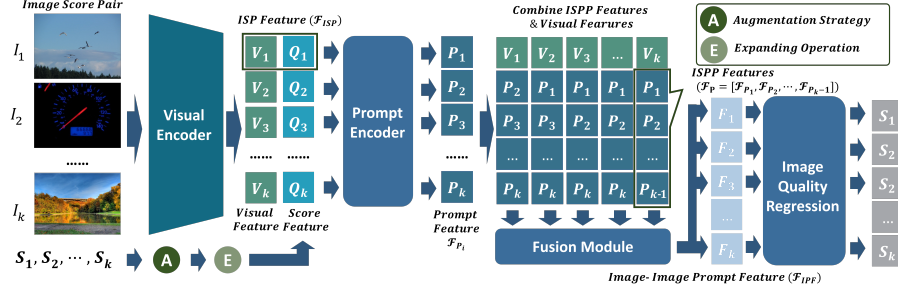 Image Score Pair
I1
I2
......
Ik
S1, S2, ⋯, Sk
A
E
Visual
Encoder
ISP Feature (ℱISP)
V1 Q1
V2 Q2
V3 Q3
...... ......
Vk Qk
Visual
Feature
Score
Feature
Prompt
Encoder
P1
P2
P3
......
Pk
Prompt
Feature
ℱPi
Combine ISPP Features
& Visual Fearures
V1 V2 V3 ... Vk
P2 P1 P1 P1 P1
P3 P3 P2 P2 P2
... ... ... ... ...
Pk Pk Pk Pk Pk-1
Fusion Module
A Augmentation Strategy
E Expanding Operation
ISPP Features
(ℱP = [ℱP1, ℱP2, ⋯, ℱPk−1])
F1
F2
F3
...
Fk
Image
Quality
Regression
S1
S2
S2
...
Sk
Image- Image Prompt Feature (ℱIPF)